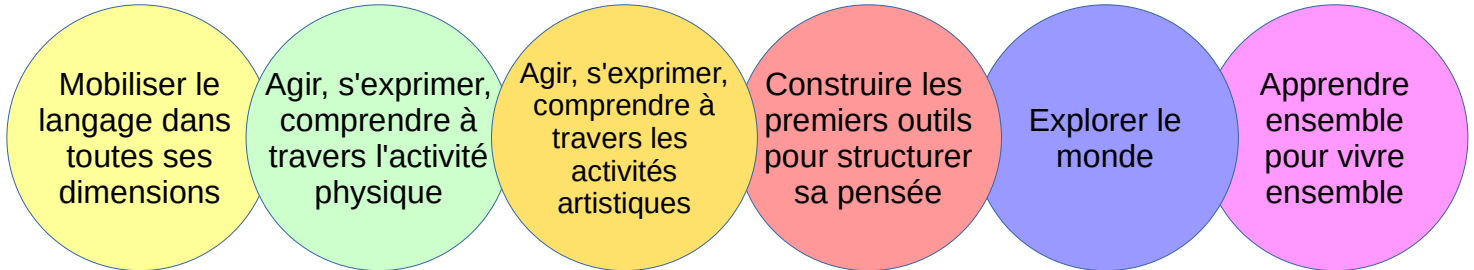 Mobiliser le
langage dans
toutes ses
dimensions
Agir, s'exprimer,
comprendre à
travers l'activité
physique
Agir, s'exprimer,
comprendre à
travers les
activités
artistiques
Construire les
premiers outils
pour structurer
sa pensée
Explorer le
monde
Apprendre
ensemble
pour vivre
ensemble